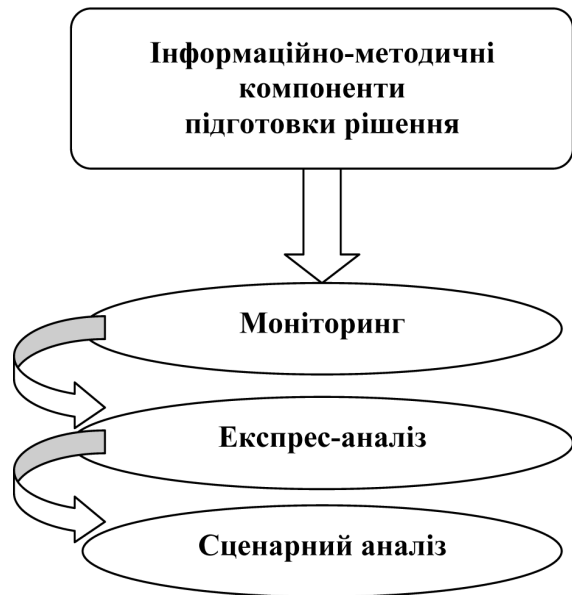 Інформаційно-методичні
компоненти
підготовки рішення
Моніторинг
Експрес-аналіз
Сценарний аналіз